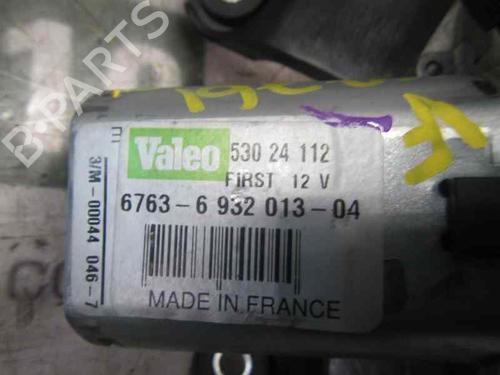 B-PARTS
Valeo 530 24 112
FIRST 12 V
6763-6 932 013-04
3/M-00044 046-7
MADE IN FRANCE